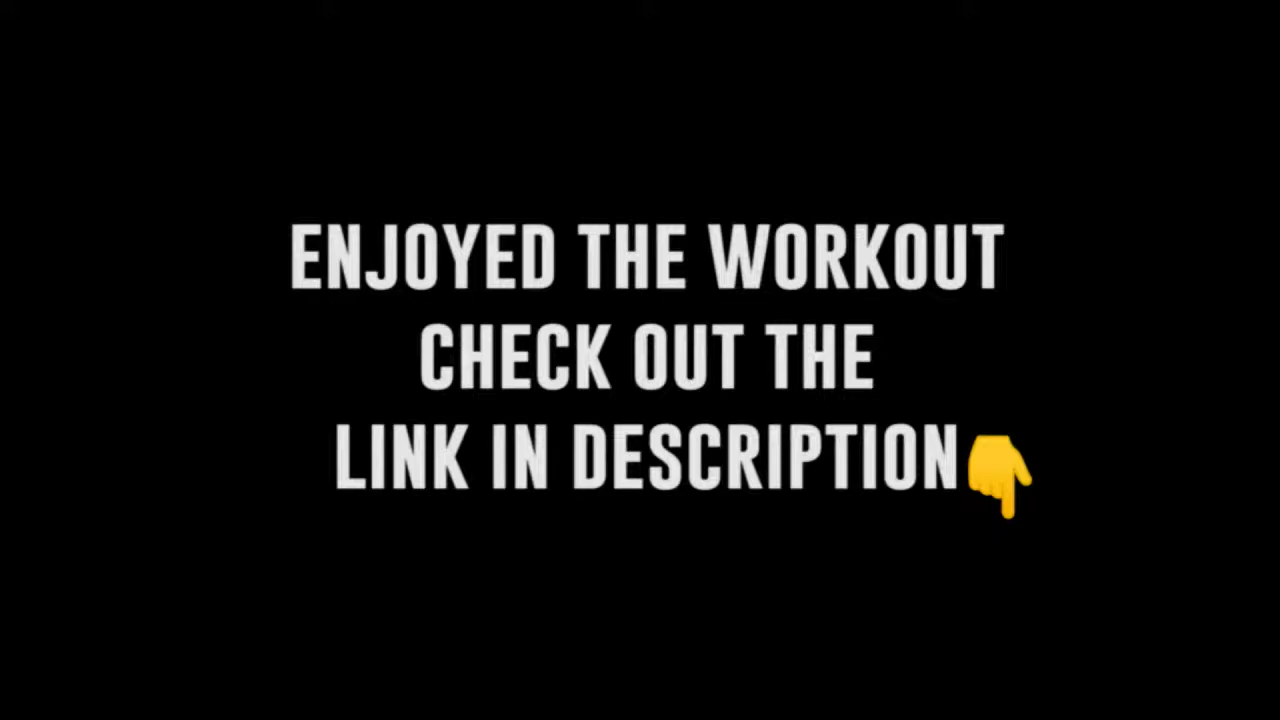 ENJOYED THE WORKOUT
CHECK OUT THE
LINK IN DESCRIPTION👇